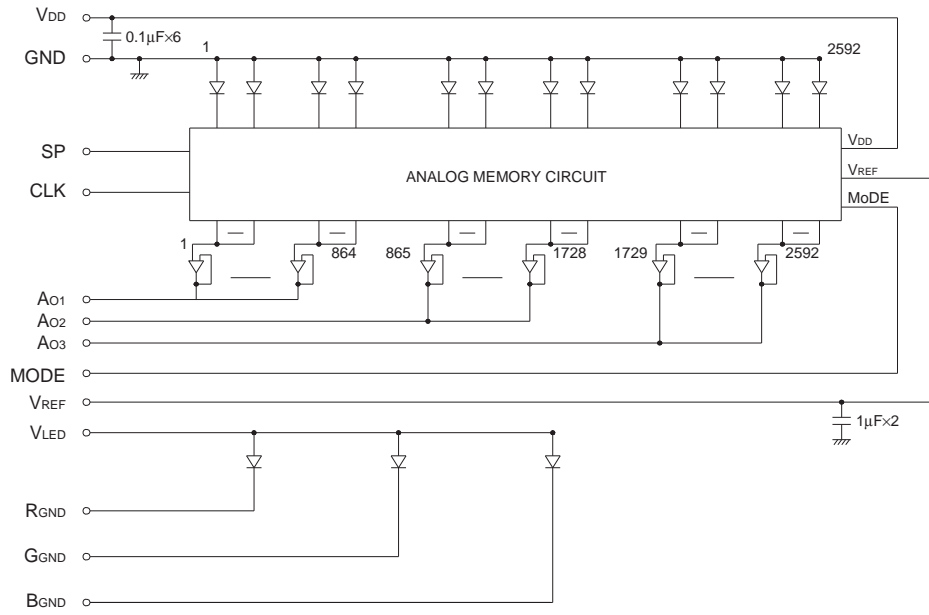 VDD
0.1µF×6
GND
1
2592
SP
VDD
ANALOG MEMORY CIRCUIT
VREF
CLK
MoDE
1
864
865
1728
1729
2592
AO1
AO2
AO3
MODE
VREF
1µF×2
VLED
RGND
GGND
BGND